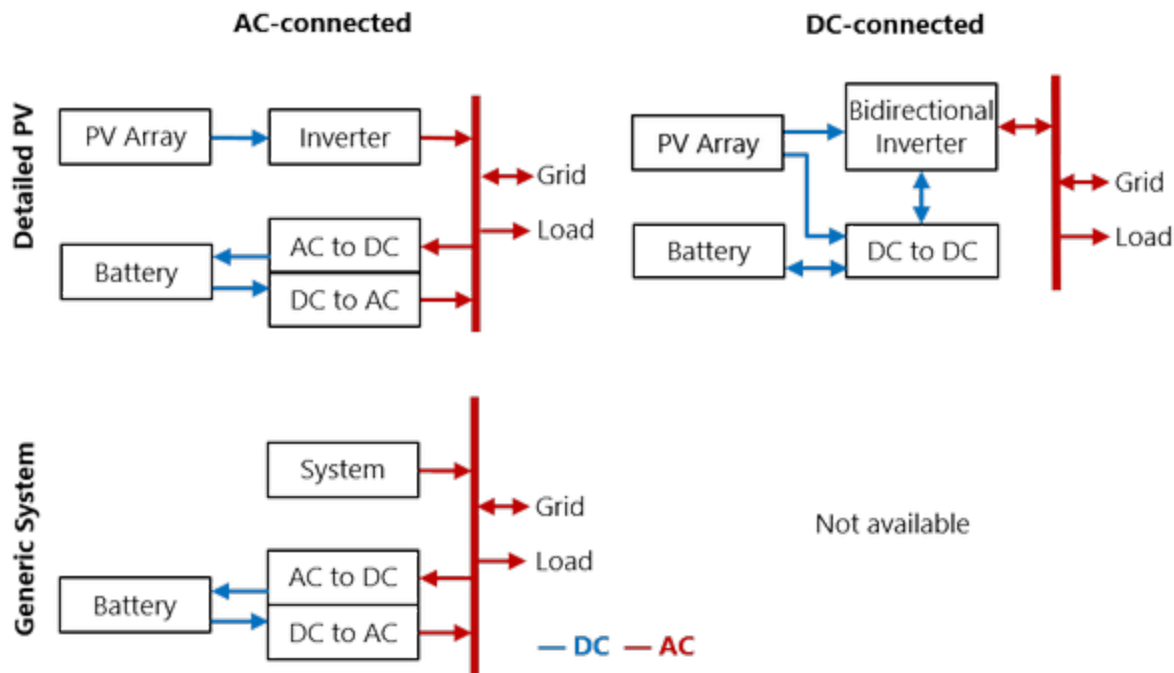 AC-connected
DC-connected
Detailed PV
PV Array
Inverter
Grid
Load
Battery
AC to DC
DC to AC
PV Array
Bidirectional
Inverter
Grid
Load
Battery
DC to DC
Generic System
System
Grid
Load
Battery
AC to DC
DC to AC
Not available
DC
AC